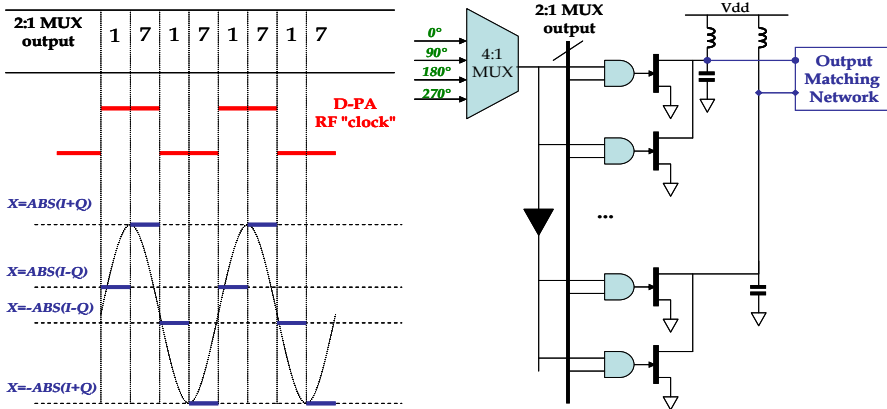 2:1 MUX
output
1 7 1 7 1 7 1 7
D-PA
RF "clock"
X=ABS(I+Q)
X=ABS(I-Q)
X=-ABS(I-Q)
X=-ABS(I+Q)
0°
90°
180°
270°
4:1
MUX
2:1 MUX
output
...
Vdd
Output
Matching
Network